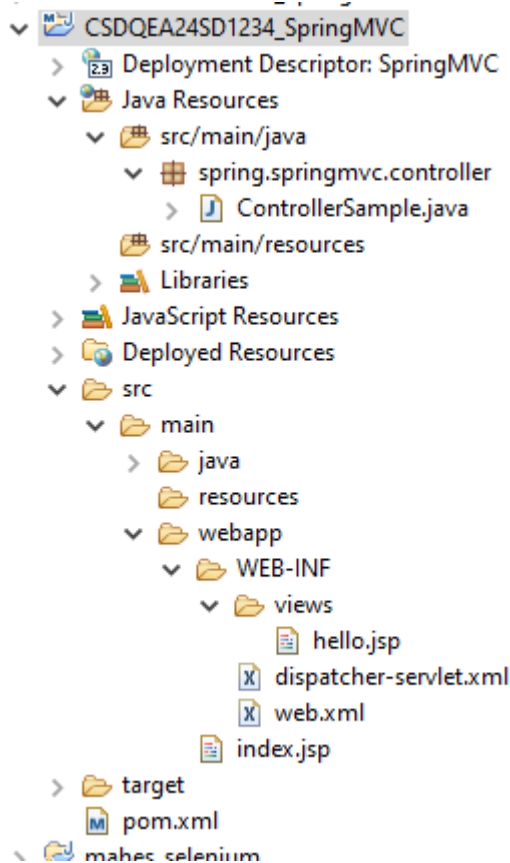 CSDQEA24SD1234_SpringMVC
Deployment Descriptor: SpringMVC
Java Resources
src/main/java
spring.springmvc.controller
ControllerSample.java
src/main/resources
Libraries
JavaScript Resources
Deployed Resources
src
main
java
resources
webapp
WEB-INF
views
hello.jsp
dispatcher-servlet.xml
web.xml
index.jsp
target
pom.xml
mahes_selenium